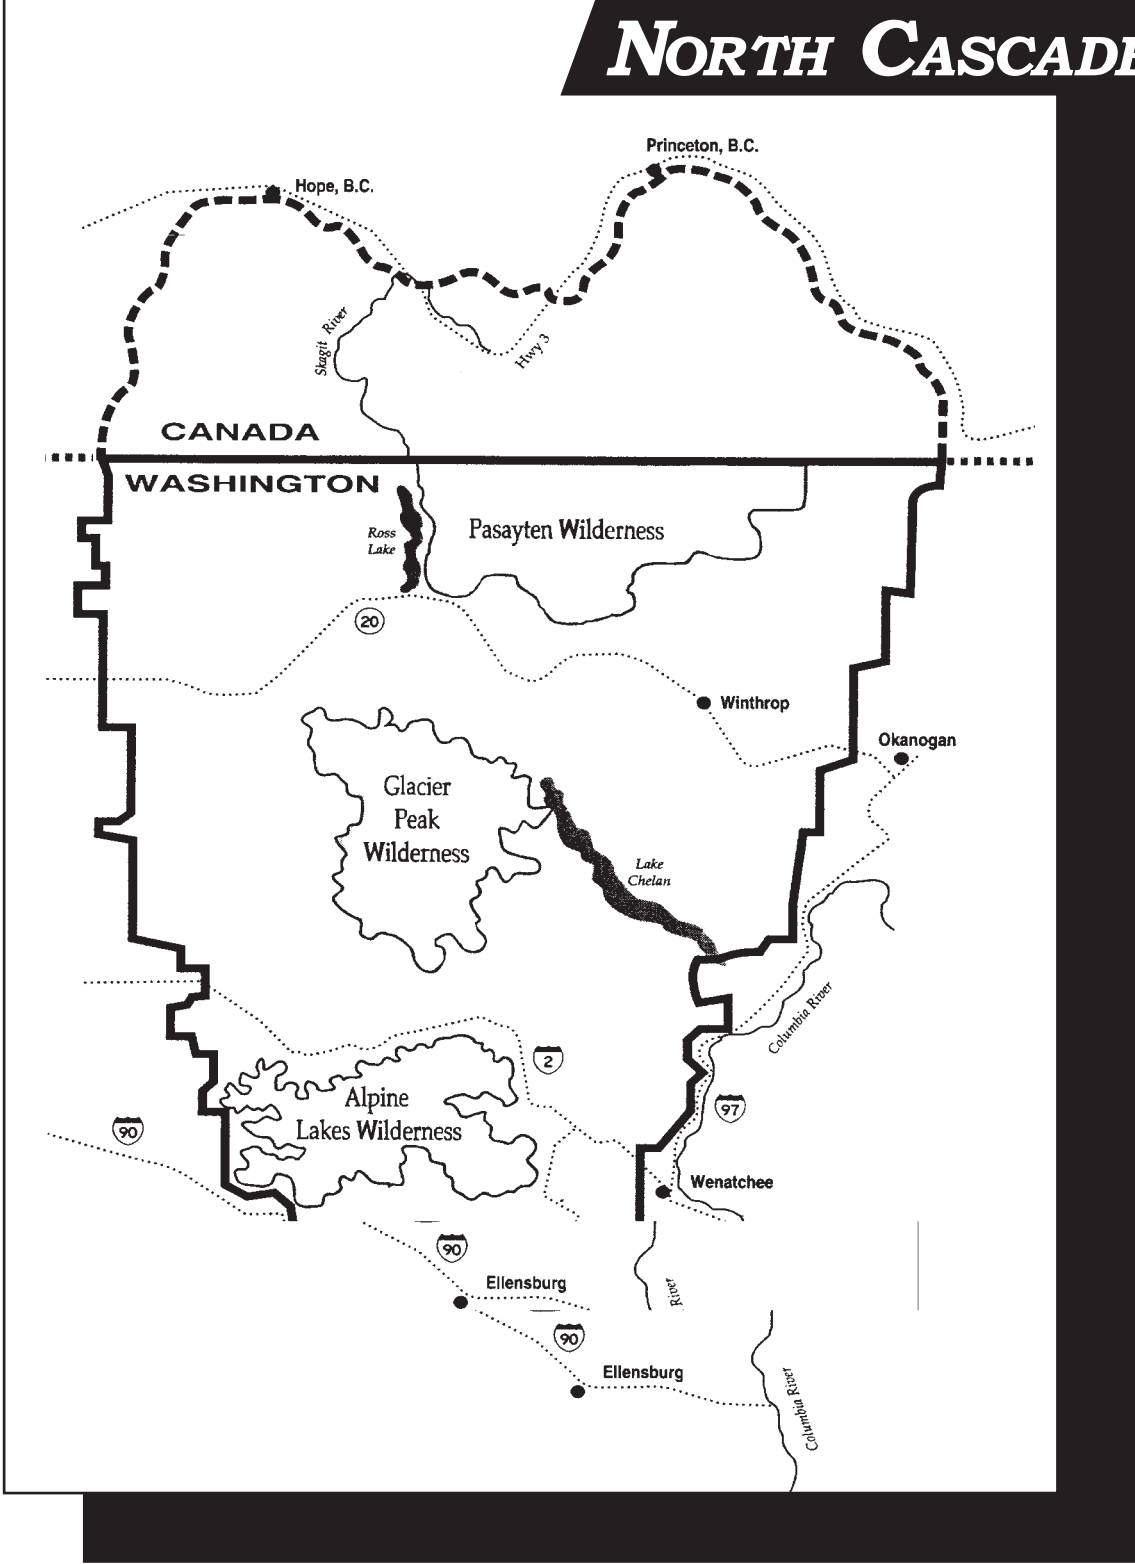 NORTH CASCADE
Princeton, B.C.
Hope, B.C.
Skagit River
Hwy 3
CANADA
WASHINGTON
Ross
Lake
Pasayten Wilderness
20
Winthrop
Okanogan
Glacier
Peak
Wilderness
Lake
Chelan
Columbia River
2
Alpine
Lakes Wilderness
97
90
Wenatchee
90
Ellensburg
River
90
Ellensburg
Columbia River